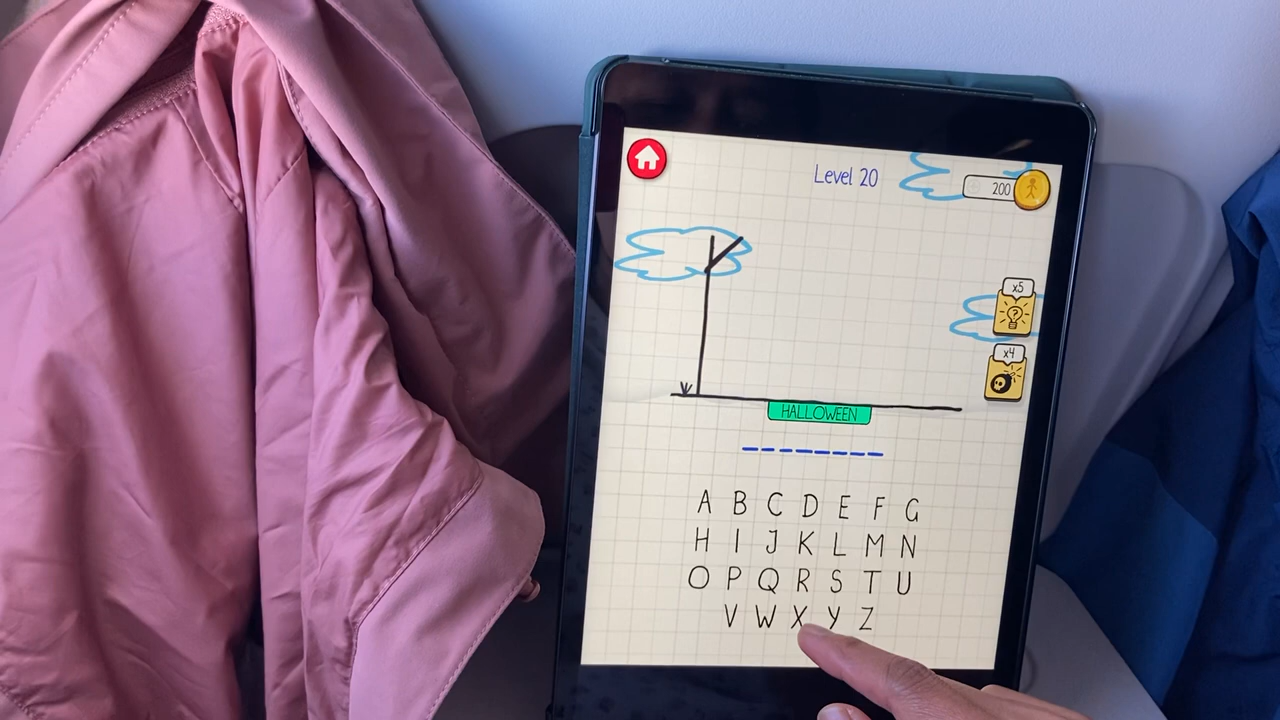 Level 20
200
x5
x4
HALLOWEEN
A B C D E F G
H I J K L M N
O P Q R S T U
V W X Y Z